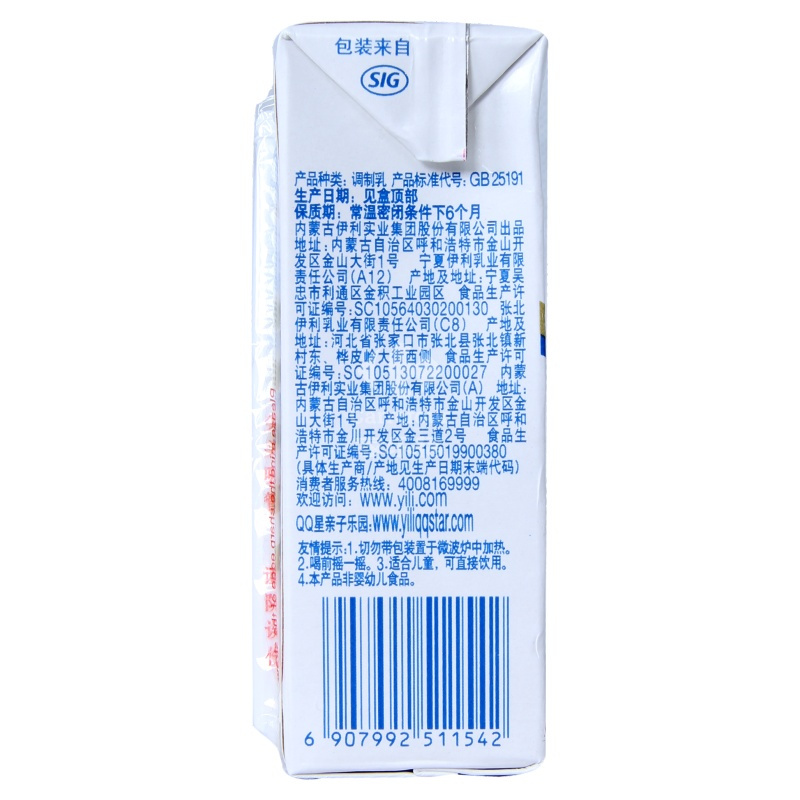 包装来自
SIG
产品种类: 调制乳 产品标准代号: GB 25191
生产日期: 见盒顶部
保质期: 常温密闭条件下6个月
内蒙古伊利实业集团股份有限公司出品
地址: 内蒙古自治区呼和浩特市金山开
发区金山大街1号 宁夏伊利乳业有限
责任公司(A12) 产地及地址: 宁夏吴
忠市利通区金积工业园区 食品生产许
可证编号: SC10564030200130 张北
伊利乳业有限责任公司(C8) 产地及
地址: 河北省张家口市张北县张北镇新
村东、桦皮岭大街西侧 食品生产许可
证编号: SC10513072200027 内蒙
古伊利实业集团股份有限公司(A) 地址:
内蒙古自治区呼和浩特市金山开发区金
山大街1号 产地: 内蒙古自治区呼和
浩特市金川开发区金三道2号 食品生
产许可证编号: SC10515019900380
(具体生产商/产地见生产日期末端代码)
消费者服务热线: 4008169999
欢迎访问: www.yili.com
QQ星亲子乐园: www.yiliqqstar.com
友情提示: 1.切勿带包装置于微波炉中加热。
2.喝前摇一摇。3.适合儿童, 可直接饮用。
4.本产品非婴幼儿食品。
6 907992 511542